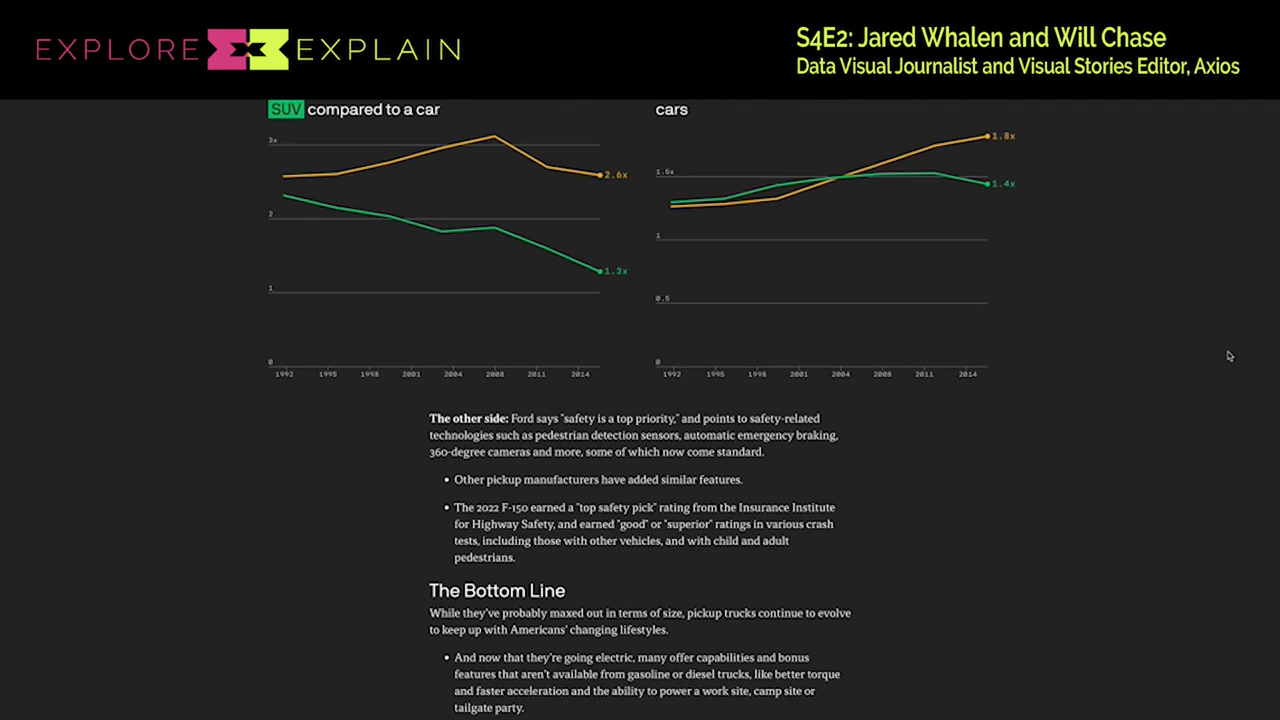 EXPLORE EXPLAIN
S4E2: Jared Whalen and Will Chase
Data Visual Journalist and Visual Stories Editor, Axios
SUV compared to a car
3x
2
1
0
2.6x
1.3x
1992 1995 1998 2001 2004 2008 2011 2014
cars
1.5x
1
0.5
0
1.8x
1.4x
1992 1995 1998 2001 2004 2008 2011 2014
The other side: Ford says "safety is a top priority," and points to safety-related
technologies such as pedestrian detection sensors, automatic emergency braking,
360-degree cameras and more, some of which now come standard.
• Other pickup manufacturers have added similar features.
• The 2022 F-150 earned a "top safety pick" rating from the Insurance Institute
for Highway Safety, and earned "good" or "superior" ratings in various crash
tests, including those with other vehicles, and with child and adult
pedestrians.
The Bottom Line
While they've probably maxed out in terms of size, pickup trucks continue to evolve
to keep up with Americans' changing lifestyles.
• And now that they're going electric, many offer capabilities and bonus
features that aren't available from gasoline or diesel trucks, like better torque
and faster acceleration and the ability to power a work site, camp site or
tailgate party.